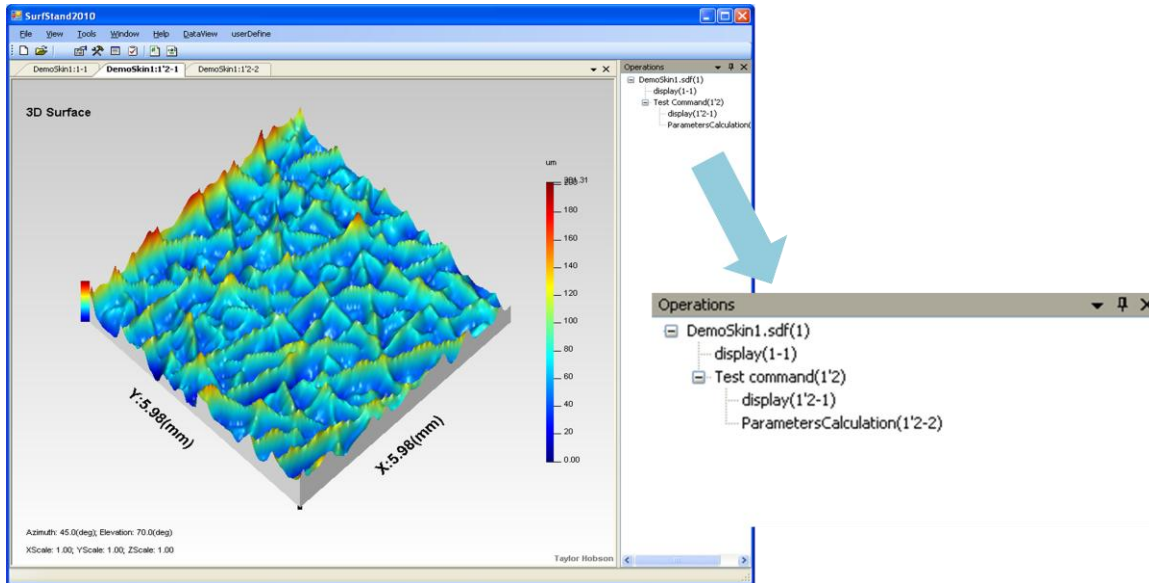 SurfStand2010
File View Tools Window Help DataView userDefine
DemoSkin1:1-1 DemoSkin1:1'2-1 DemoSkin1:1'2-2
3D Surface
um
180
160
140
120
100
80
60
40
20
0.00
Y:5.98(mm)
X:5.98(mm)
Azimuth: 45.0(deg); Elevation: 70.0(deg)
XScale: 1.00; YScale: 1.00; ZScale: 1.00
Taylor Hobson
Operations
DemoSkin1.sdf(1)
display(1-1)
Test Command(1'2)
display(1'2-1)
ParametersCalculation(
Operations
DemoSkin1.sdf(1)
display(1-1)
Test command(1'2)
display(1'2-1)
ParametersCalculation(1'2-2)